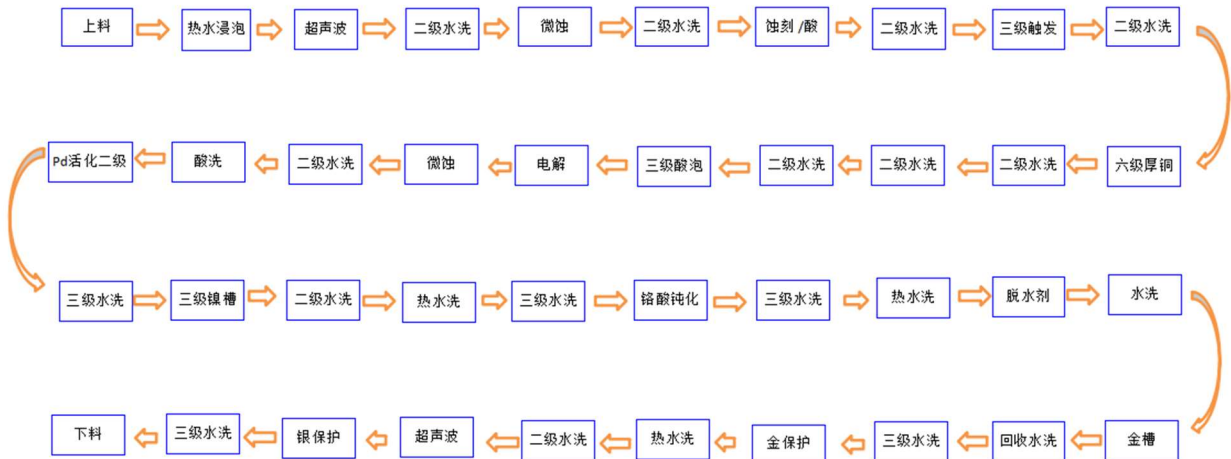 上料
热水浸泡
超声波
二级水洗
微蚀
二级水洗
蚀刻 /酸
二级水洗
三级触发
二级水洗
六级厚铜
二级水洗
二级水洗
二级水洗
三级酸泡
电解
微蚀
二级水洗
酸洗
Pd活化二级
三级水洗
三级镍槽
二级水洗
热水洗
三级水洗
铬酸钝化
三级水洗
热水洗
脱水剂
水洗
金槽
回收水洗
三级水洗
金保护
热水洗
二级水洗
超声波
银保护
三级水洗
下料